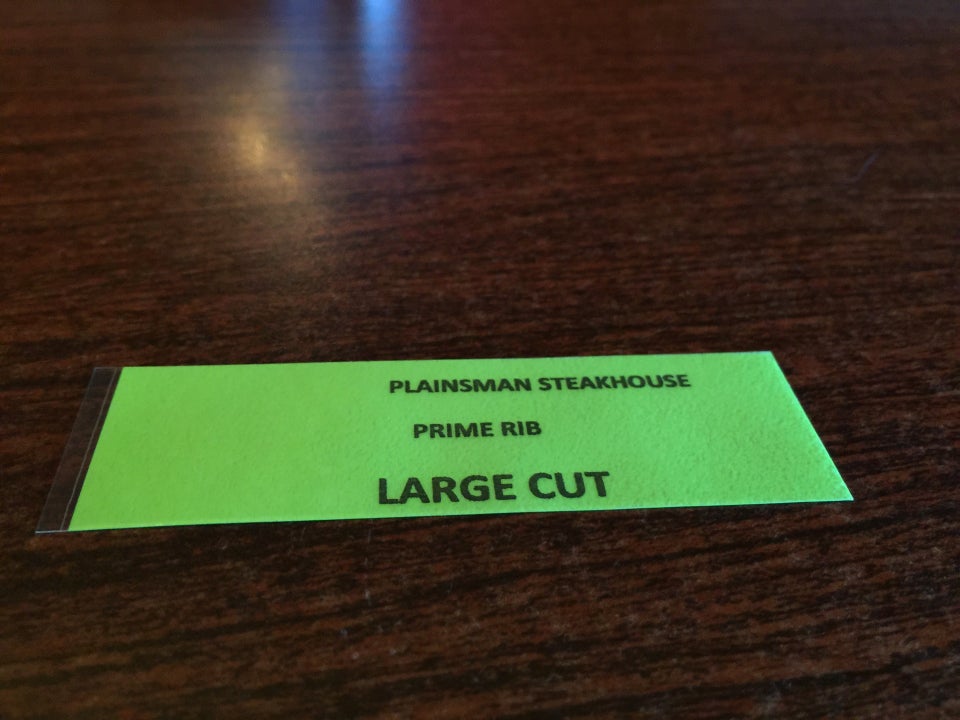 PLAINSMAN STEAKHOUSE
PRIME RIB
LARGE CUT